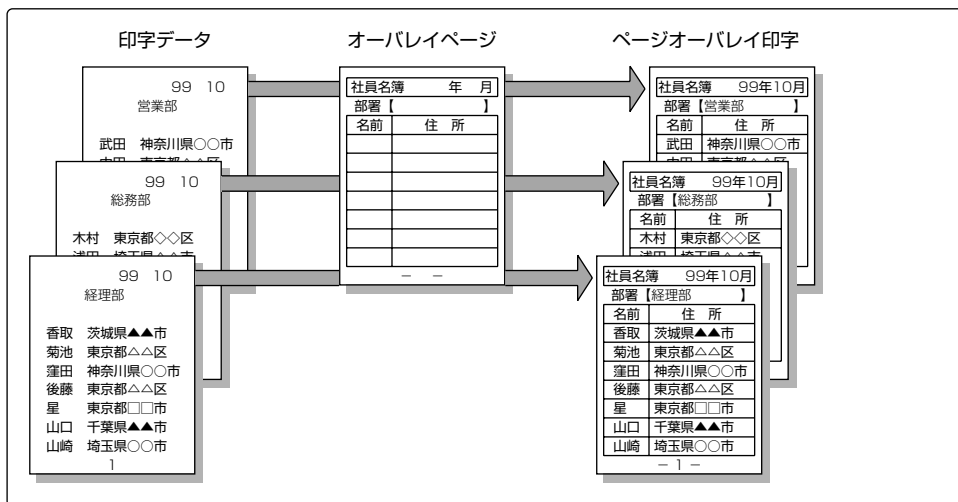 印字データ
99 10
営業部
武田 神奈川県○○市
99 10
総務部
木村 東京都◇◇区
99 10
経理部
香取 茨城県▲▲市
菊池 東京都△△区
窪田 神奈川県○○市
後藤 東京都△△区
星 東京都□□市
山口 千葉県▲▲市
山崎 埼玉県○○市
1
オーバレイページ
社員名簿 年 月
部署【 】
名前 住 所
− −
ページオーバレイ印字
社員名簿 99年10月
部署【営業部 】
名前 住 所
武田 神奈川県○○市
社員名簿 99年10月
部署【総務部 】
名前 住 所
木村 東京都◇◇区
社員名簿 99年10月
部署【経理部 】
名前 住 所
香取 茨城県▲▲市
菊池 東京都△△区
窪田 神奈川県○○市
後藤 東京都△△区
星 東京都□□市
山口 千葉県▲▲市
山崎 埼玉県○○市
− 1 −